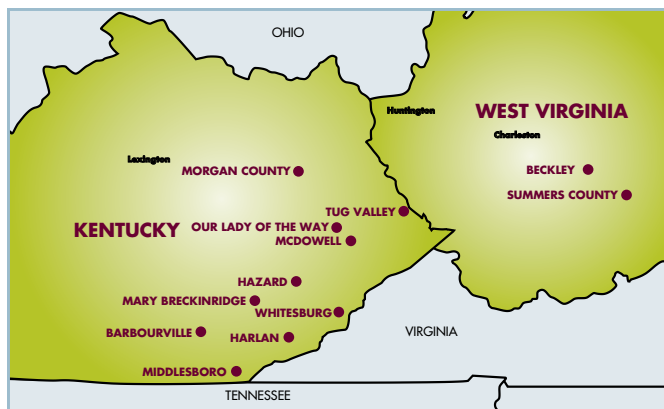 OHIO
Huntington
WEST VIRGINIA
Charleston
Lexington
MORGAN COUNTY
BECKLEY
SUMMERS COUNTY
TUG VALLEY
KENTUCKY
OUR LADY OF THE WAY
MCDOWELL
HAZARD
MARY BRECKINRIDGE
WHITESBURG
BARBOURVILLE
HARLAN
VIRGINIA
MIDDLESBORO
TENNESSEE